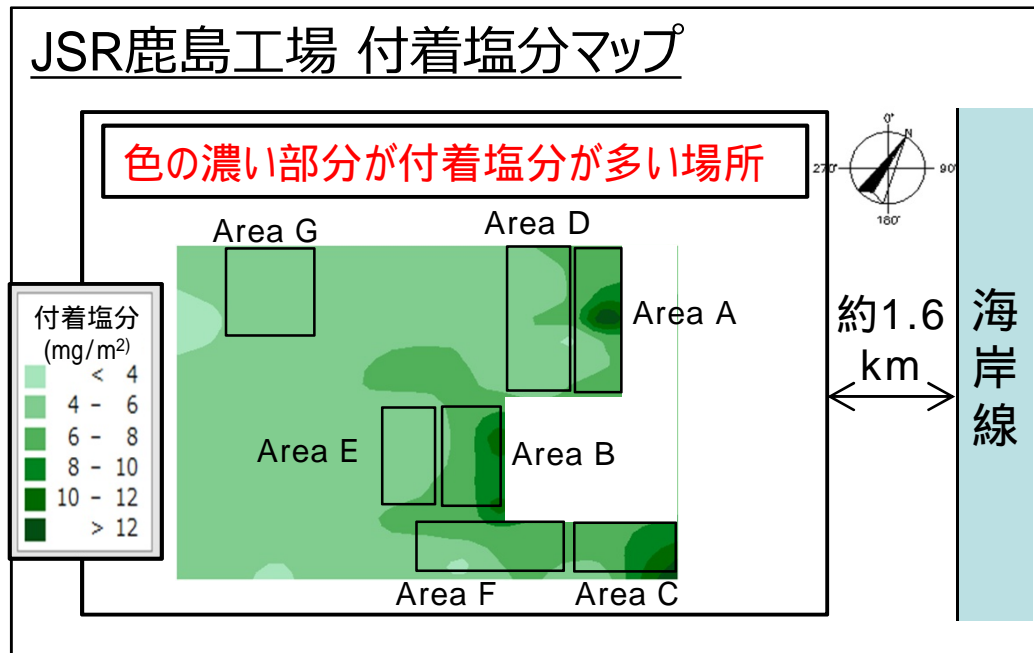 JSR鹿島工場 付着塩分マップ
色の濃い部分が付着塩分が多い場所
0°
N
270°
90°
180°
Area G
Area D
Area A
付着塩分
(mg/m²)
< 4
4 - 6
6 - 8
8 - 10
10 - 12
> 12
約1.6
km
海岸線
Area E
Area B
Area F
Area C